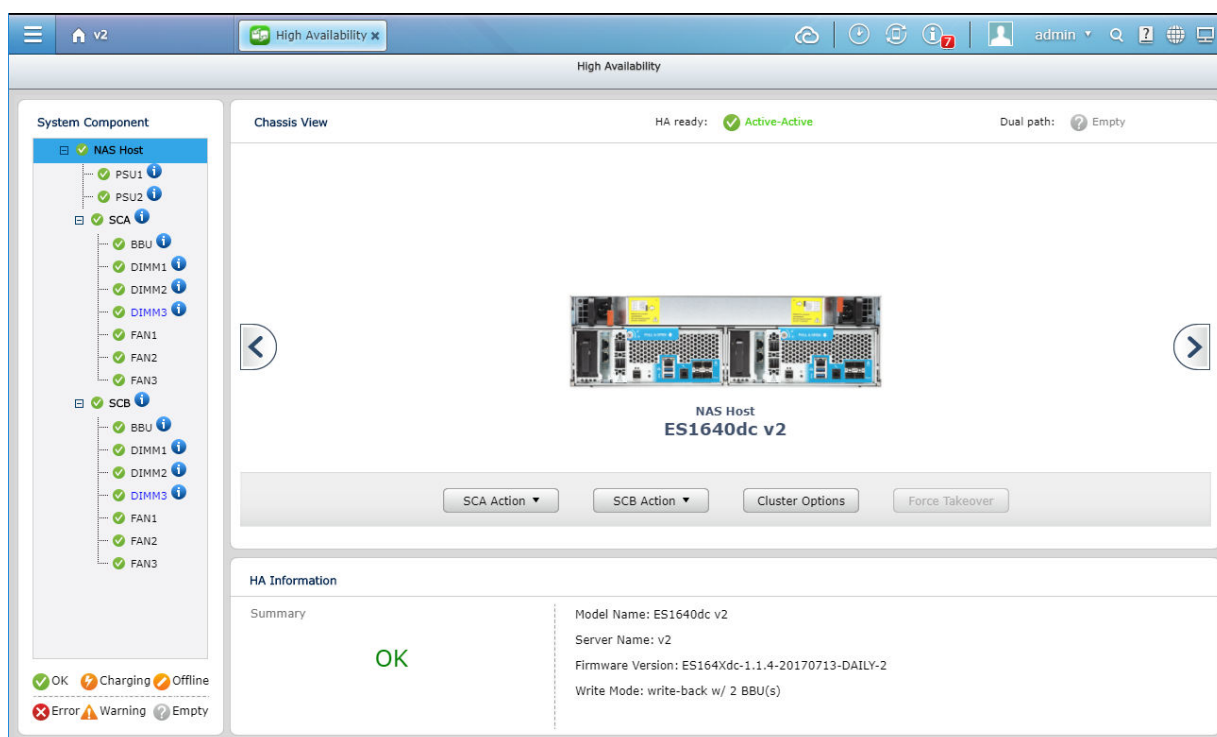 v2
High Availability
7
admin
?
High Availability
System Component
NAS Host
PSU1
PSU2
SCA
BBU
DIMM1
DIMM2
DIMM3
FAN1
FAN2
FAN3
SCB
BBU
DIMM1
DIMM2
DIMM3
FAN1
FAN2
FAN3
OK Charging Offline
Error Warning Empty
Chassis View
HA ready: Active-Active
Dual path: Empty
NAS Host
ES1640dc v2
SCA Action
SCB Action
Cluster Options
Force Takeover
HA Information
Summary
OK
Model Name: ES1640dc v2
Server Name: v2
Firmware Version: ES164Xdc-1.1.4-20170713-DAILY-2
Write Mode: write-back w/ 2 BBU(s)